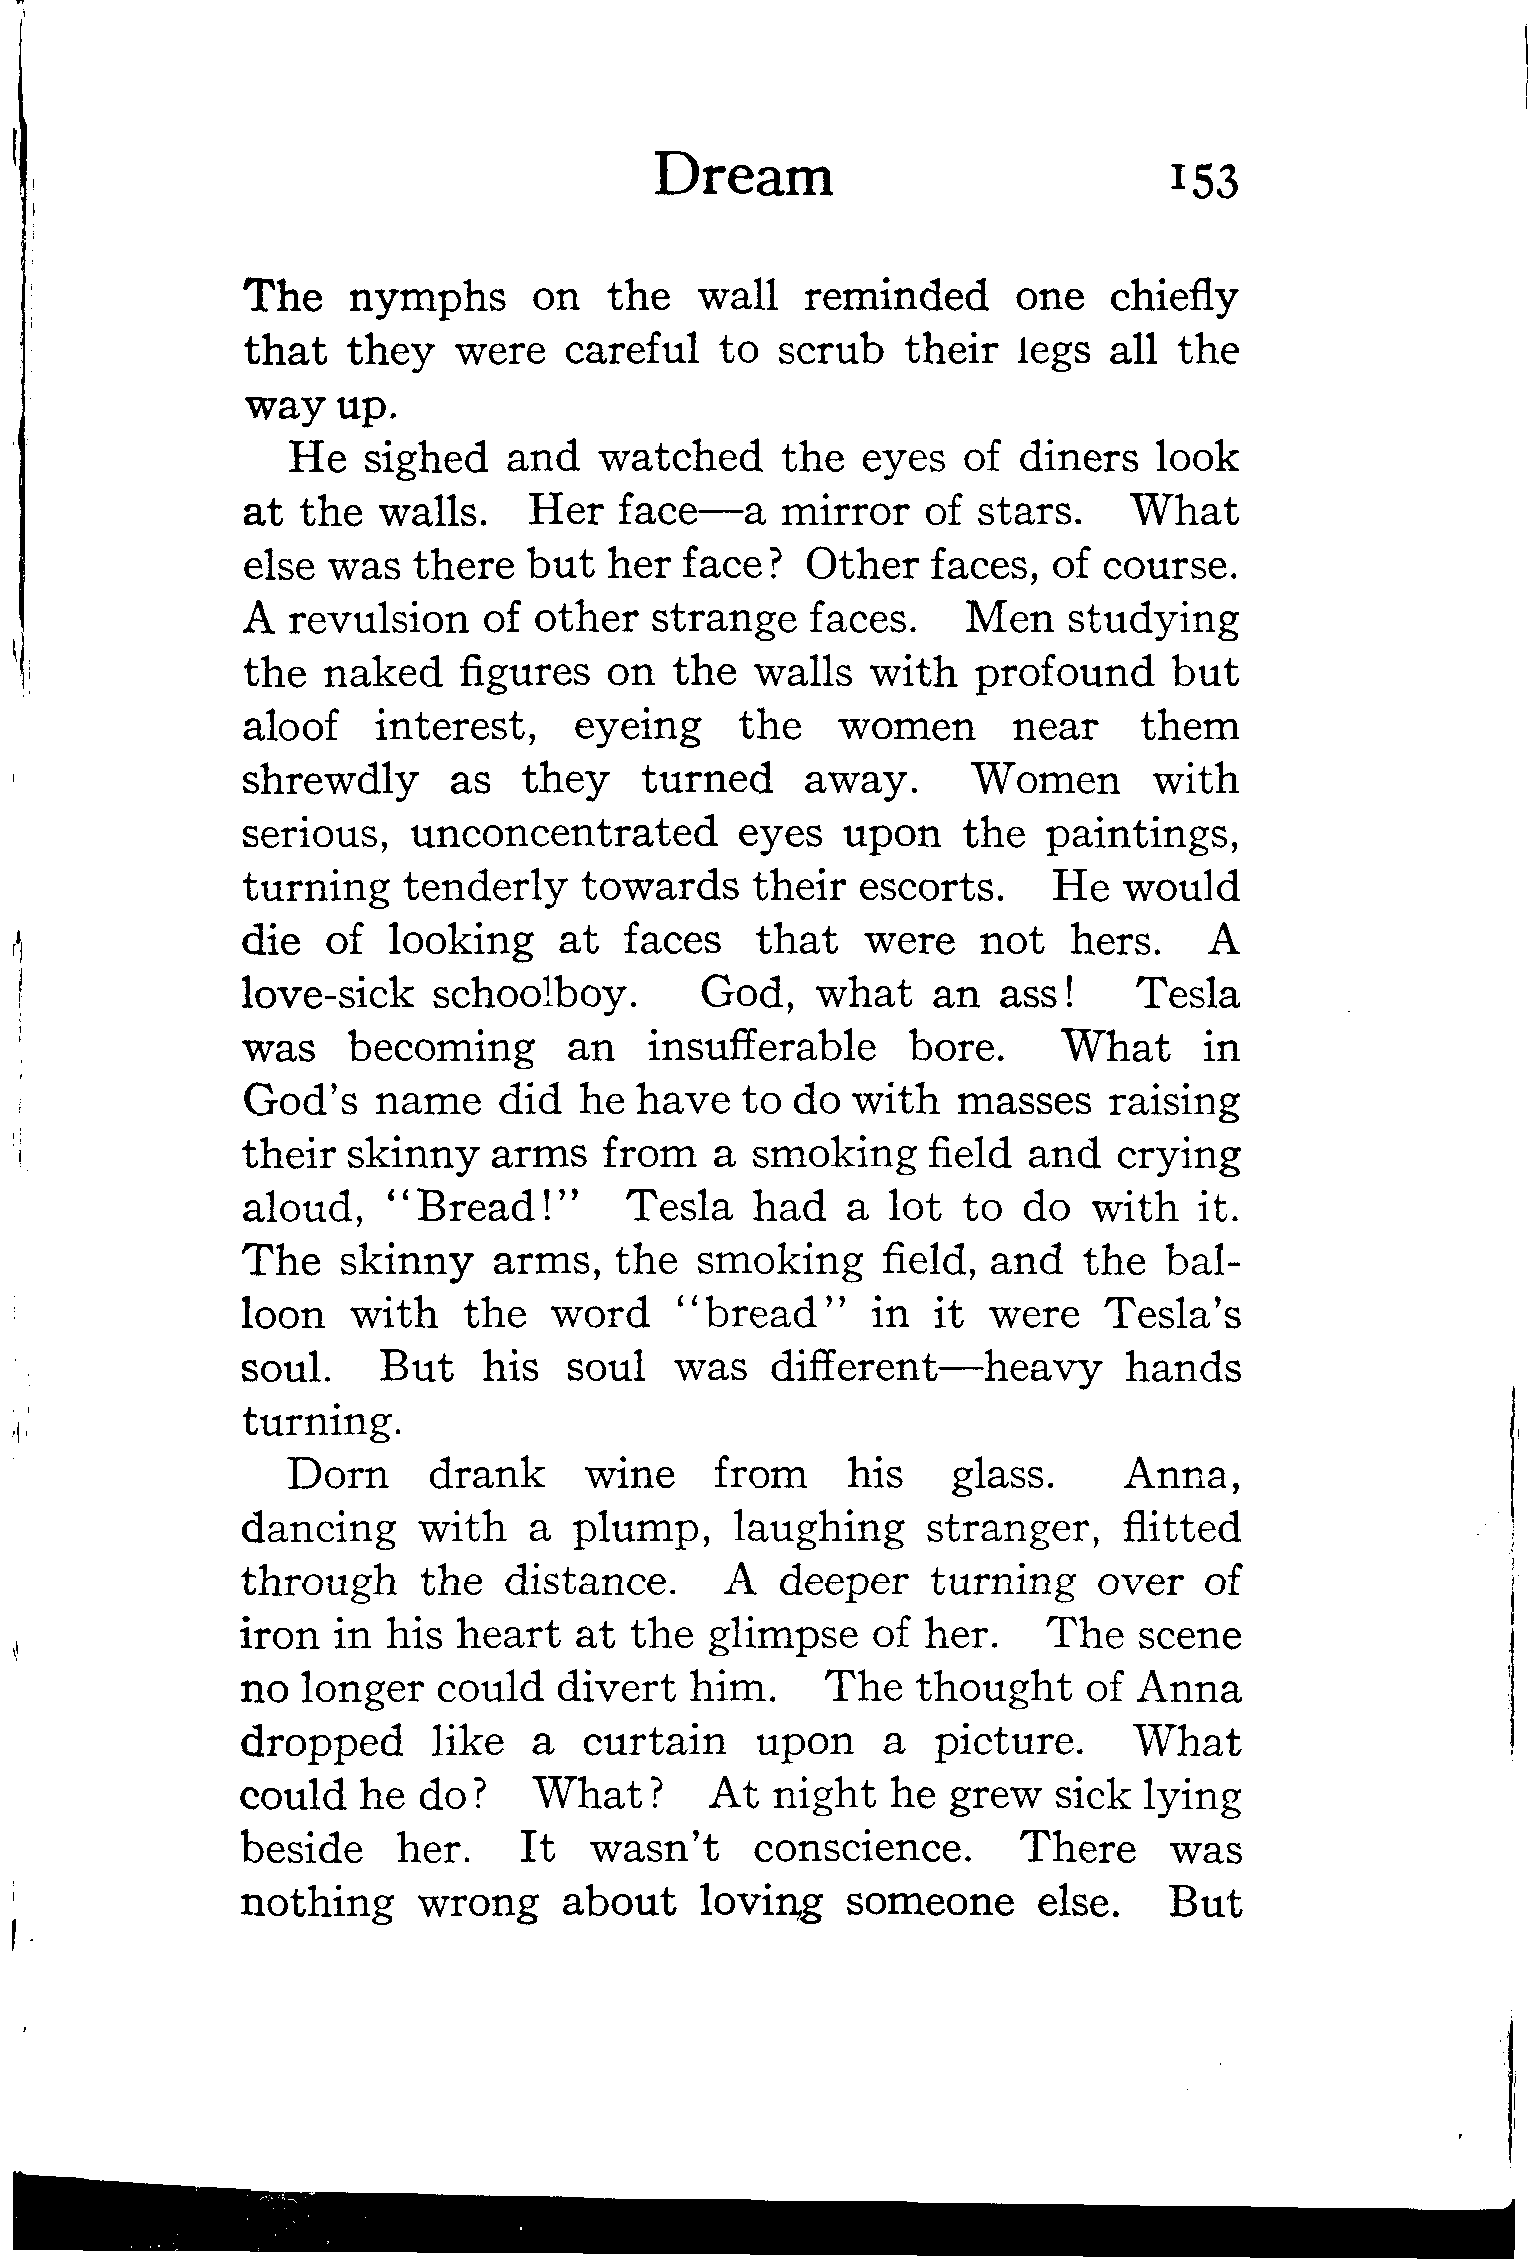 Dream 153
The nymphs on the wall reminded one chiefly
that they were careful to scrub their legs all the
way up.
He sighed and watched the eyes of diners look
at the walls. Her face—a mirror of stars. What
else was there but her face? Other faces, of course.
A revulsion of other strange faces. Men studying
the naked figures on the walls with profound but
aloof interest, eyeing the women near them
shrewdly as they turned away. Women with
serious, unconcentrated eyes upon the paintings,
turning tenderly towards their escorts. He would
die of looking at faces that were not hers. A
love-sick schoolboy. God, what an ass! Tesla
was becoming an insufferable bore. What in
God's name did he have to do with masses raising
their skinny arms from a smoking field and crying
aloud, "Bread!" Tesla had a lot to do with it.
The skinny arms, the smoking field, and the bal-
loon with the word "bread" in it were Tesla's
soul. But his soul was different—heavy hands
turning.
Dorn drank wine from his glass. Anna,
dancing with a plump, laughing stranger, flitted
through the distance. A deeper turning over of
iron in his heart at the glimpse of her. The scene
no longer could divert him. The thought of Anna
dropped like a curtain upon a picture. What
could he do? What? At night he grew sick lying
beside her. It wasn't conscience. There was
nothing wrong about loving someone else. But